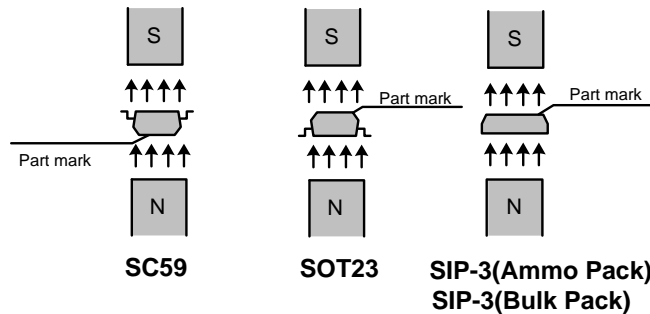 S
S
S
Part mark
Part mark
Part mark
N
N
N
SC59
SOT23
SIP-3(Ammo Pack)
SIP-3(Bulk Pack)